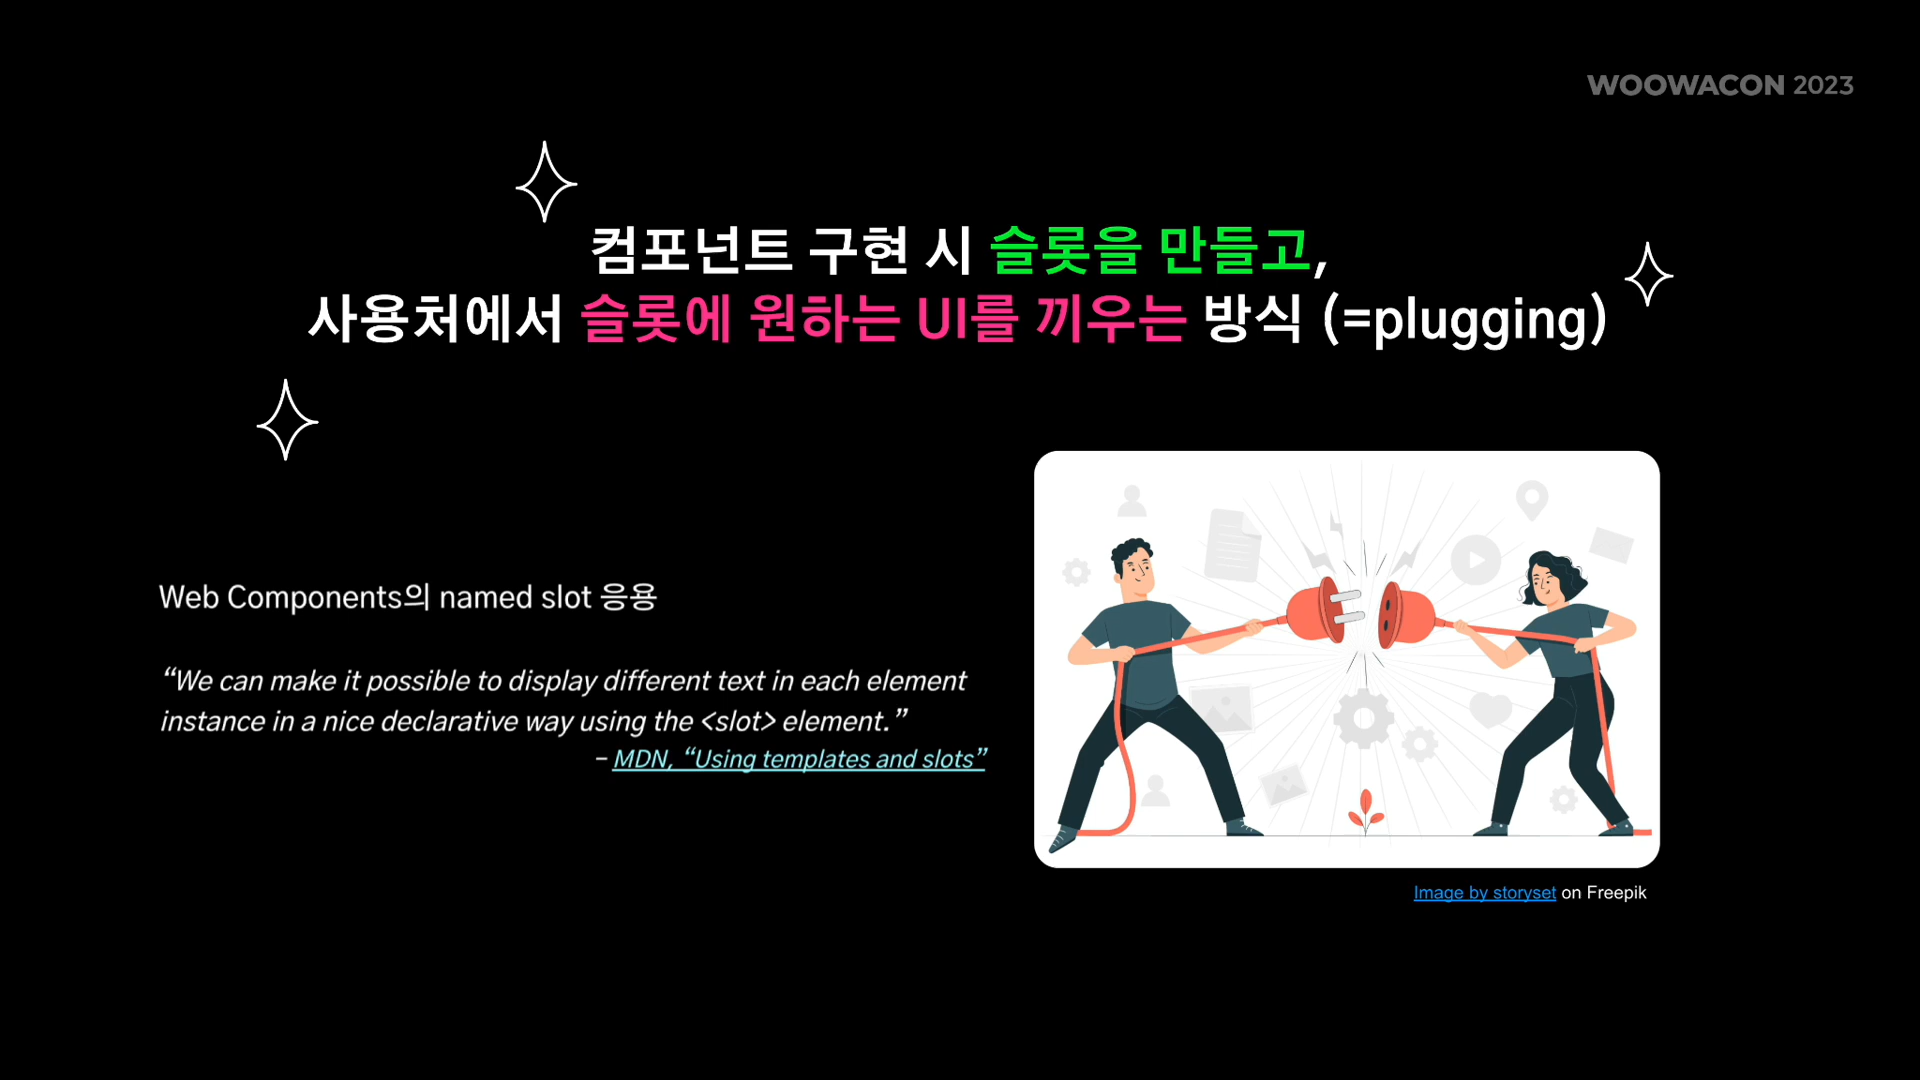 WOOWACON 2023
컴포넌트 구현 시 슬롯을 만들고,
사용처에서 슬롯에 원하는 UI를 끼우는 방식 (=plugging)
Web Components의 named slot 응용
“We can make it possible to display different text in each element
instance in a nice declarative way using the <slot> element.”
– MDN, “Using templates and slots”
Image by storyset on Freepik